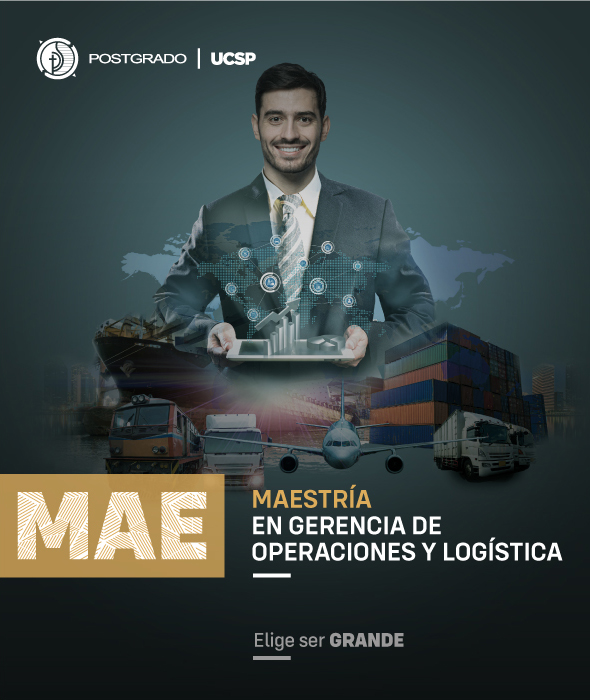 POSTGRADO | UCSP
MAE
MAESTRÍA
EN GERENCIA DE
OPERACIONES Y LOGÍSTICA
Elige ser GRANDE